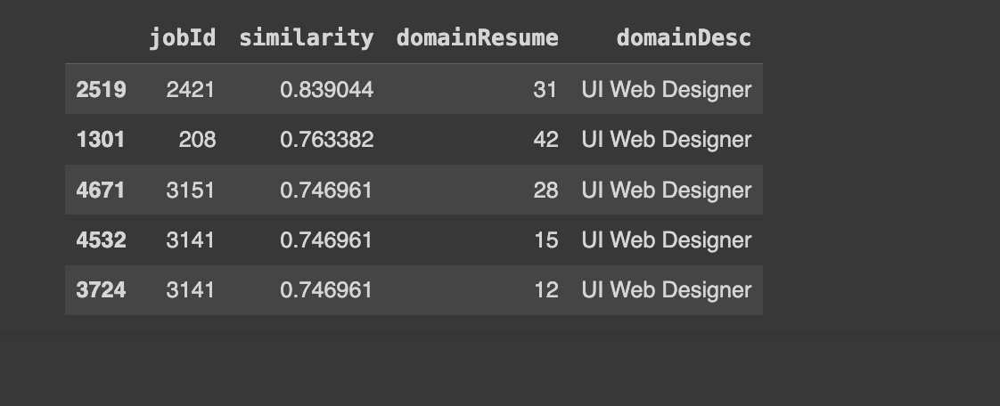 jobId similarity domainResume domainDesc
2519 2421 0.839044 31 UI Web Designer
1301 208 0.763382 42 UI Web Designer
4671 3151 0.746961 28 UI Web Designer
4532 3141 0.746961 15 UI Web Designer
3724 3141 0.746961 12 UI Web Designer